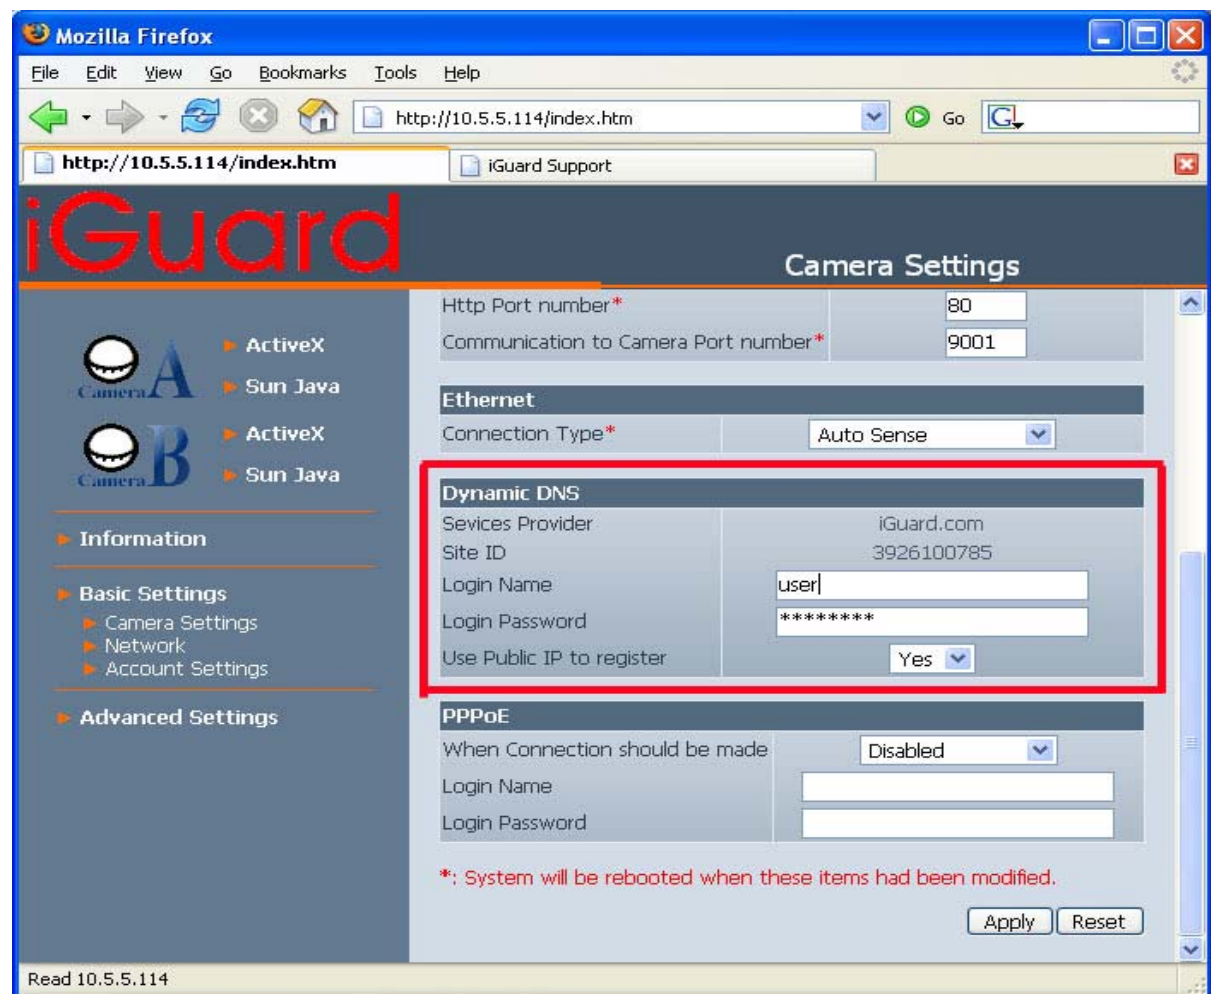 Mozilla Firefox
File Edit View Go Bookmarks Tools Help
http://10.5.5.114/index.htm Go G
http://10.5.5.114/index.htm iGuard Support
iGuard
Camera Settings
Camera A
ActiveX
Sun Java
Camera B
ActiveX
Sun Java
Information
Basic Settings
Camera Settings
Network
Account Settings
Advanced Settings
Http Port number* 80
Communication to Camera Port number* 9001
Ethernet
Connection Type* Auto Sense
Dynamic DNS
Sevices Provider iGuard.com
Site ID 3926100785
Login Name user
Login Password ********
Use Public IP to register Yes
PPPoE
When Connection should be made Disabled
Login Name
Login Password
*: System will be rebooted when these items had been modified.
Apply Reset
Read 10.5.5.114